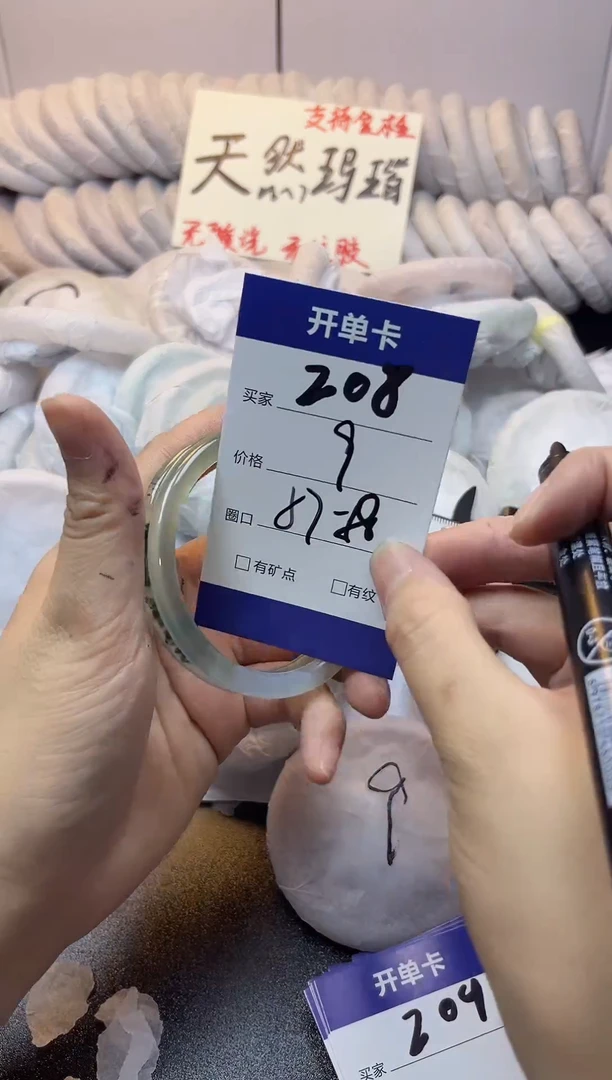 支持复检
天然玛瑙
无酸洗 无注胶
开单卡
买家 208
价格 9
圈口 57-58
有矿点 有纹
9
开单卡
209
买家